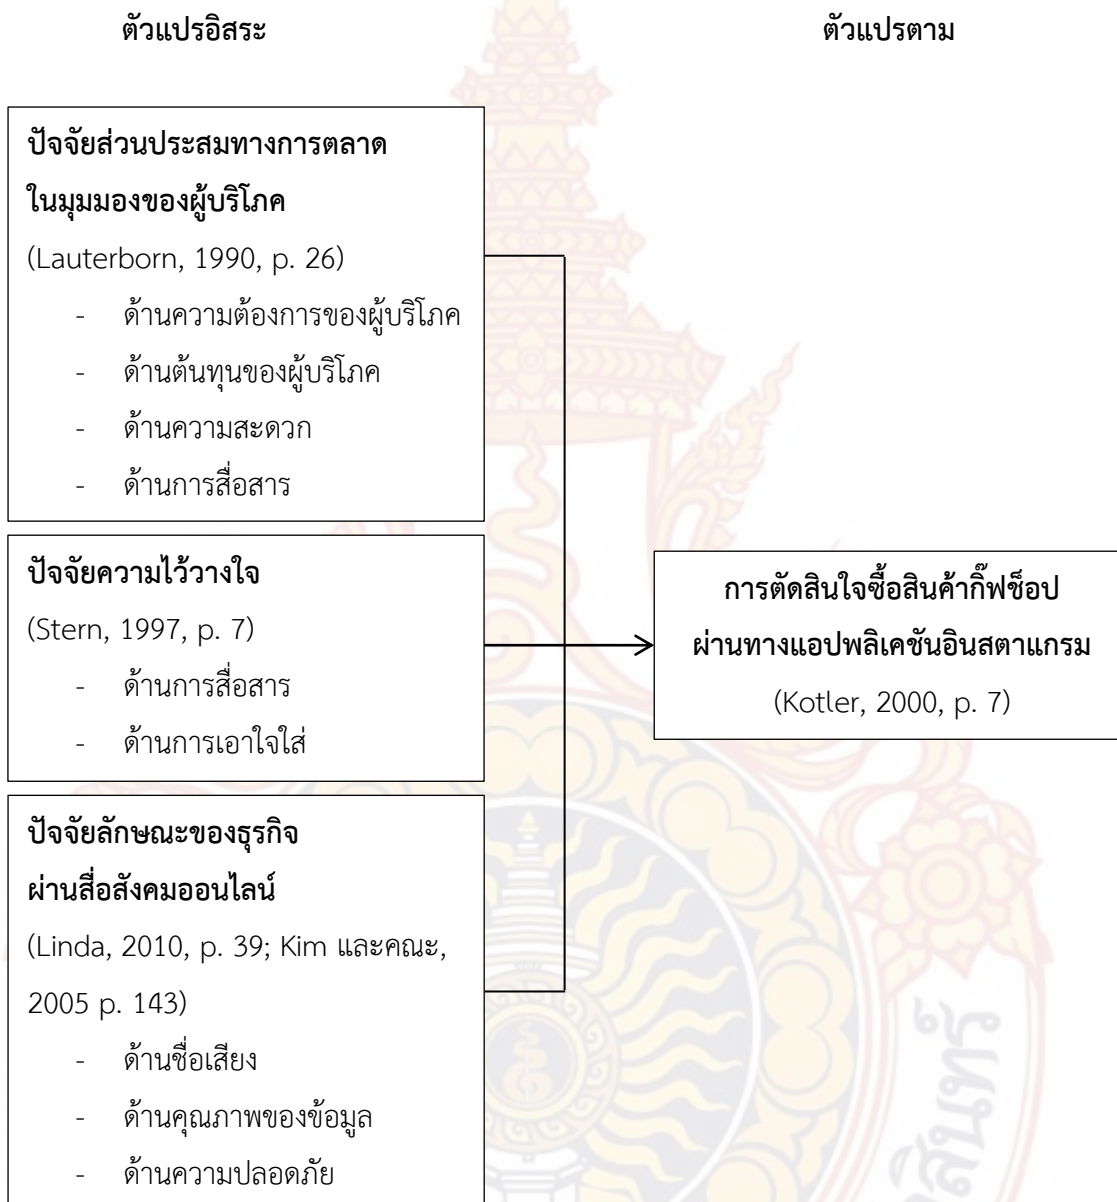 ตัวแปรอิสระ
ตัวแปรตาม
ปัจจัยส่วนประสมทางการตลาด
ในมุมมองของผู้บริโภค
(Lauterborn, 1990, p. 26)
- ด้านความต้องการของผู้บริโภค
- ด้านต้นทุนของผู้บริโภค
- ด้านความสะดวก
- ด้านการสื่อสาร
ปัจจัยความไว้วางใจ
(Stern, 1997, p. 7)
- ด้านการสื่อสาร
- ด้านการเอาใจใส่
ปัจจัยลักษณะของธุรกิจ
ผ่านสื่อสังคมออนไลน์
(Linda, 2010, p. 39; Kim และคณะ,
2005 p. 143)
- ด้านชื่อเสียง
- ด้านคุณภาพของข้อมูล
- ด้านความปลอดภัย
การตัดสินใจซื้อสินค้ากิ๊ฟช็อป
ผ่านทางแอปพลิเคชันอินสตาแกรม
(Kotler, 2000, p. 7)